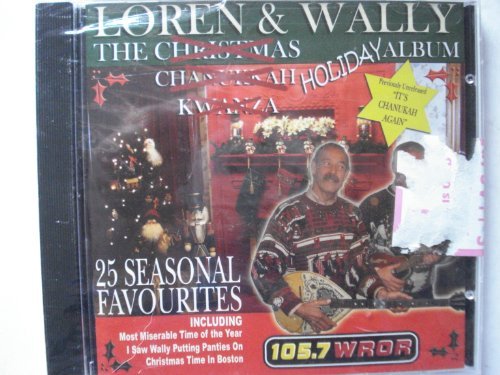 LOREN & WALLY
THE CHRISTMAS HOLIDAY ALBUM
CHANUKKAH
KWANZA
Previously Unreleased
"IT'S
CHANUKAH
AGAIN"
25 SEASONAL
FAVOURITES
INCLUDING
Most Miserable Time of the Year
I Saw Wally Putting Panties On
Christmas Time In Boston
105.7 WROR